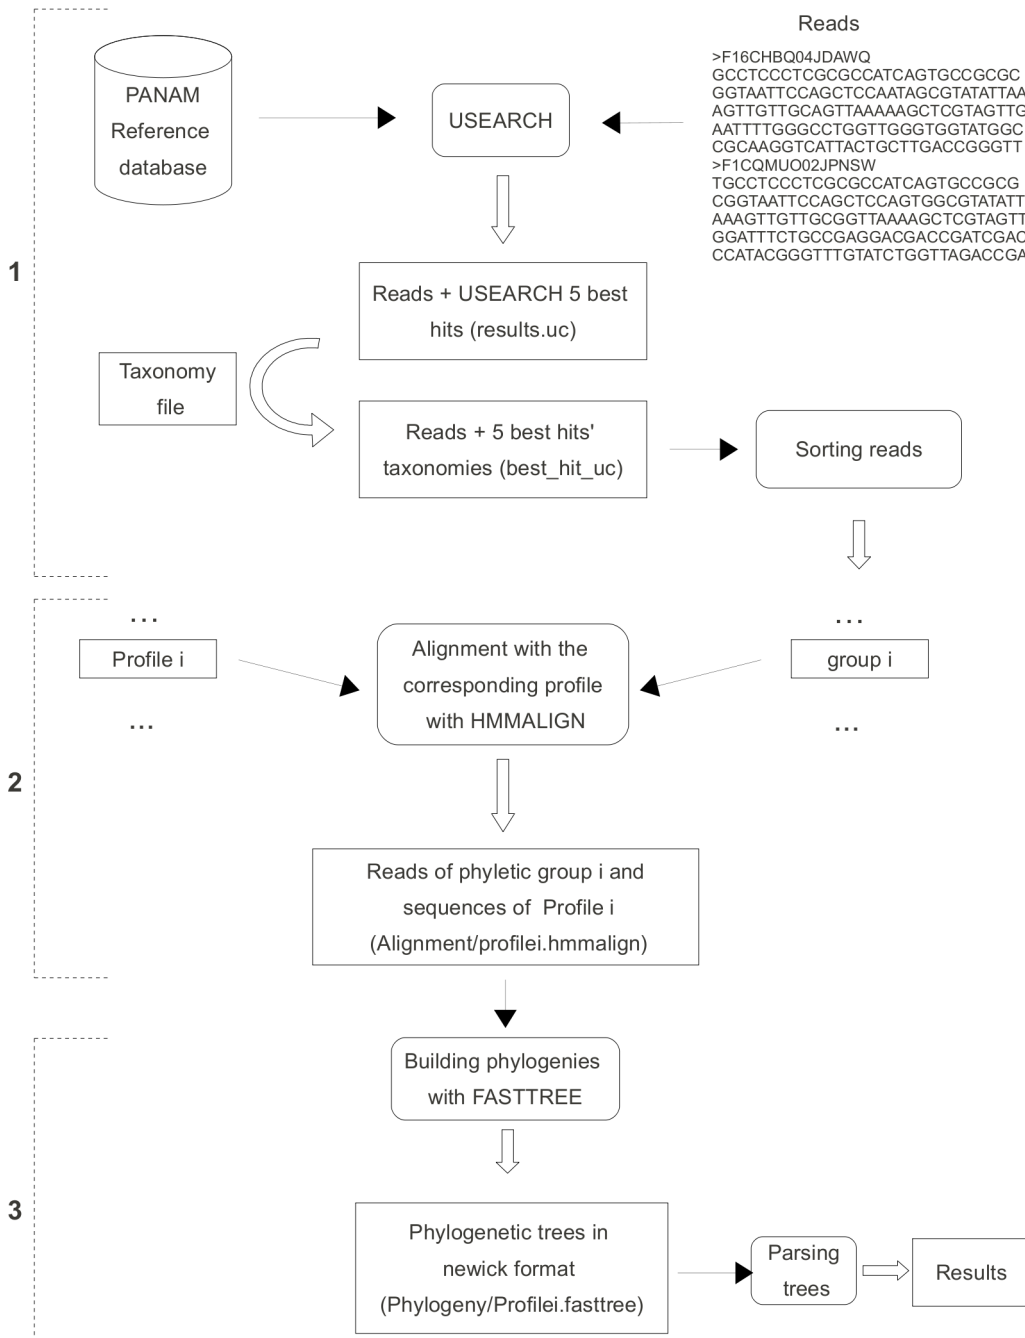 Reads
>F16CHBQ04JDAWQ
GCCTCCCTCGCGCCATCAGTGCCGCGC
GGTAATTCCAGCTCCAATAGCGTATATTAA
AGTTGTTGCAGTTAAAAAGCTCGTAGTTG
AATTTTGGGCCTGGTTGGGTGGTATGGC
CGCAAGGTCATTACTGCTTGACCGGGTT
>F1CQMUO02JPNSW
TGCCTCCCTCGCGCCATCAGTGCCGCG
CGGTAATTCCAGCTCCAGTGGCGTATATT
AAAGTTGTTGCGGTTAAAAGCTCGTAGTT
GGATTTCTGCCGAGGACGACCGATCGAC
CCATACGGGTTTGTATCTGGTTAGACCGA
PANAM
Reference
database
USEARCH
1
Reads + USEARCH 5 best
hits (results.uc)
Taxonomy
file
Reads + 5 best hits'
taxonomies (best_hit_uc)
Sorting reads
2
...
Profile i
...
Alignment with the
corresponding profile
with HMMALIGN
...
group i
...
Reads of phyletic group i and
sequences of Profile i
(Alignment/profilei.hmmalign)
3
Building phylogenies
with FASTTREE
Phylogenetic trees in
newick format
(Phylogeny/Profilei.fasttree)
Parsing
trees
Results